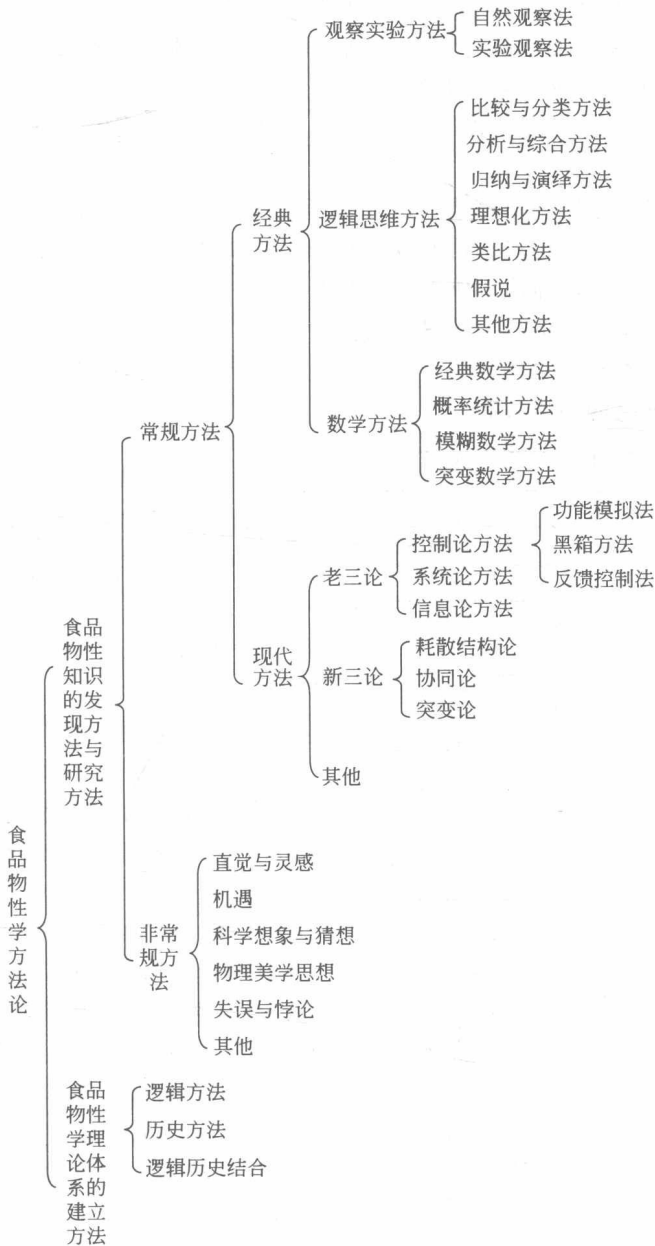 食品物性学方法论
食品
物性
知识
的发
现方
法与
研究
方法
常规方法
经典
方法
观察实验方法
自然观察法
实验观察法
逻辑思维方法
比较与分类方法
分析与综合方法
归纳与演绎方法
理想化方法
类比方法
假说
其他方法
数学方法
经典数学方法
概率统计方法
模糊数学方法
突变数学方法
现代
方法
老三论
控制论方法
功能模拟法
黑箱方法
反馈控制法
系统论方法
信息论方法
新三论
耗散结构论
协同论
突变论
其他
非常
规方
法
直觉与灵感
机遇
科学想象与猜想
物理美学思想
失误与悖论
其他
食品
物性
学理
论体
系的
建立
方法
逻辑方法
历史方法
逻辑历史结合